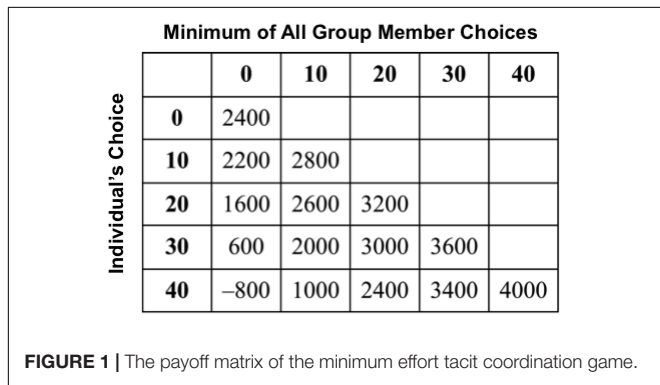 Minimum of All Group Member Choices
Individual's Choice
0 10 20 30 40
0 2400
10 2200 2800
20 1600 2600 3200
30 600 2000 3000 3600
40 –800 1000 2400 3400 4000
FIGURE 1 | The payoff matrix of the minimum effort tacit coordination game.